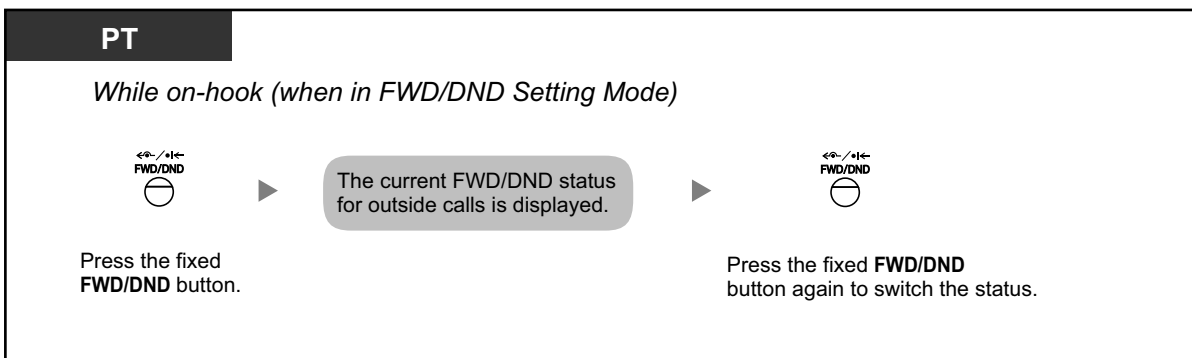 PT
While on-hook (when in FWD/DND Setting Mode)
FWD/DND
The current FWD/DND status
for outside calls is displayed.
FWD/DND
Press the fixed
FWD/DND button.
Press the fixed FWD/DND
button again to switch the status.